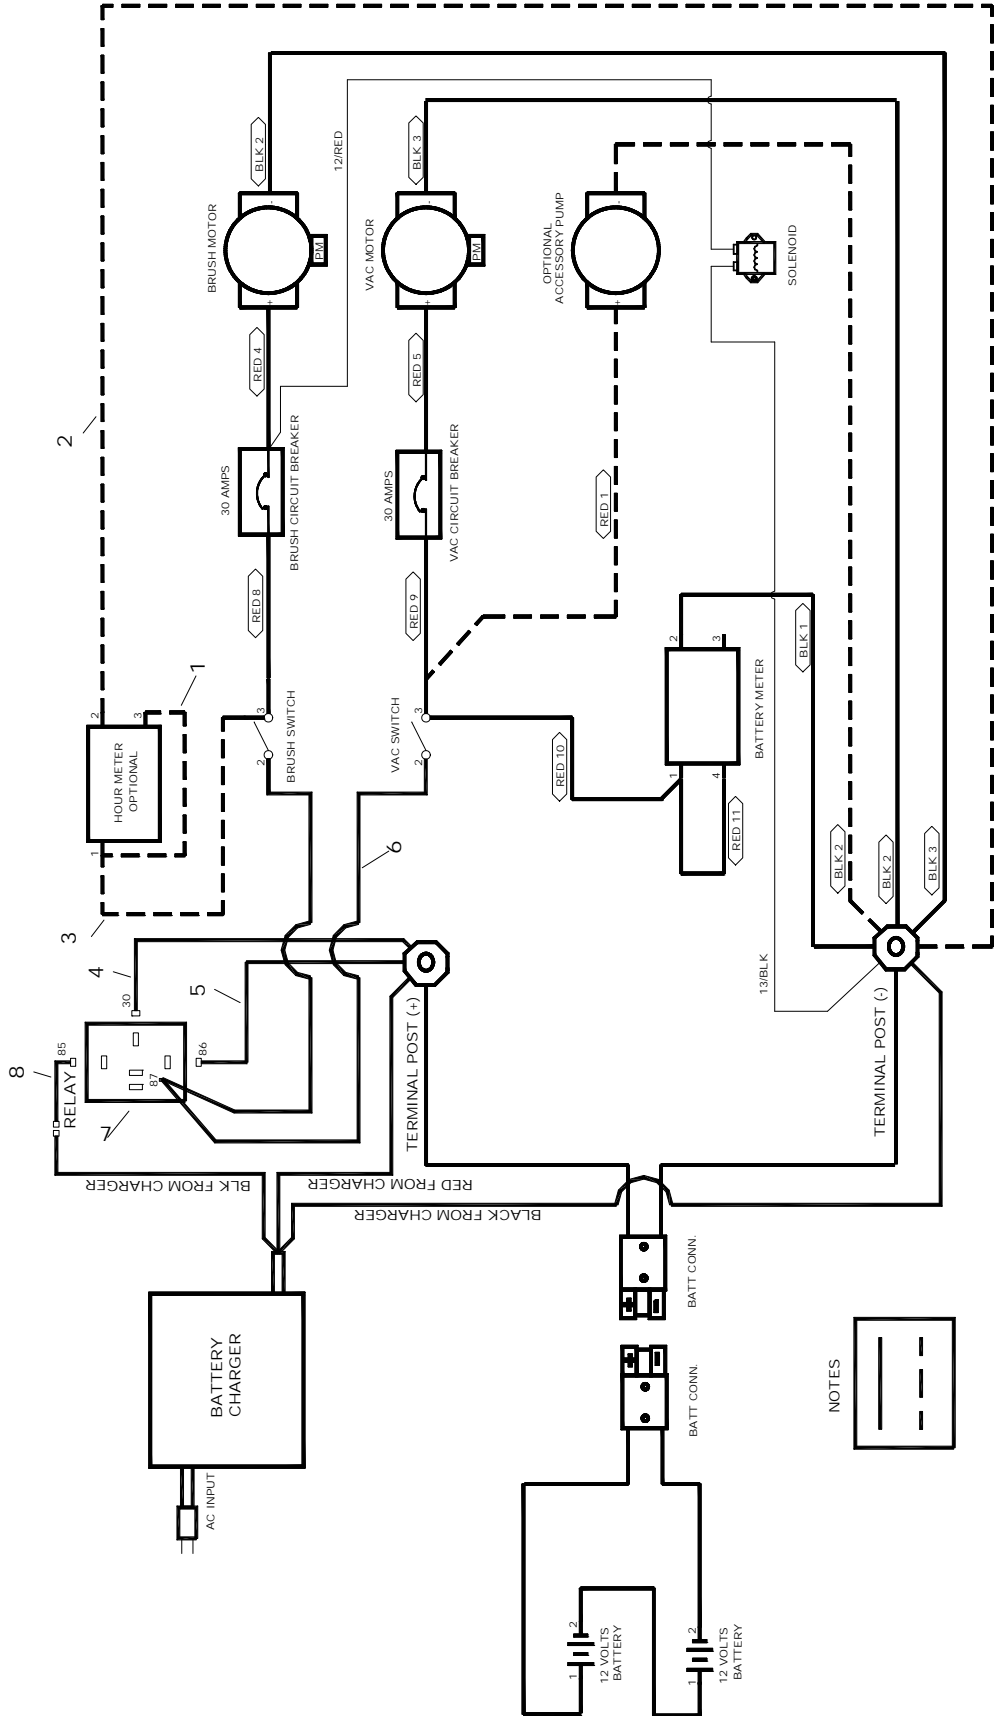 2
BLK 2
12/RED
BLK 3
BRUSH MOTOR
PM
-
+
VAC MOTOR
PM
-
+
OPTIONAL
ACCESSORY PUMP
-
+
SOLENOID
RED 4
RED 5
30 AMPS
BRUSH CIRCUIT BREAKER
30 AMPS
VAC CIRCUIT BREAKER
RED 1
RED 8
RED 9
HOUR METER
OPTIONAL
1
2
3
1
3
2
3
BRUSH SWITCH
2
3
VAC SWITCH
RED 10
BATTERY METER
1
2
3
4
RED 11
BLK 1
BLK 2
BLK 2
BLK 3
6
4
5
30
85
86
87
8
RELAY
7
TERMINAL POST (+)
13/BLK
TERMINAL POST (-)
BLK FROM CHARGER
RED FROM CHARGER
BLACK FROM CHARGER
BATTERY
CHARGER
AC INPUT
+
-
BATT CONN.
+
-
BATT CONN.
NOTES
1
2
12 VOLTS
BATTERY
1
2
12 VOLTS
BATTERY